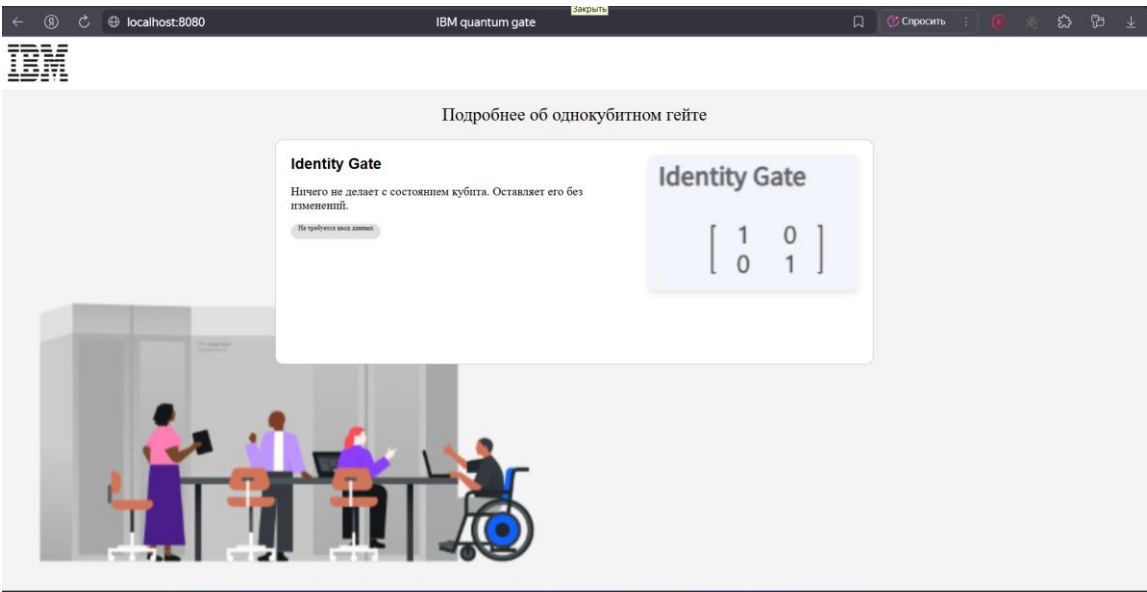 Закрыть
localhost:8080
IBM quantum gate
Спросить
IBM
Подробнее об однокубитном гейте
Identity Gate
Ничего не делает с состоянием кубита. Оставляет его без
изменений.
Не требуется ввод данных
Identity Gate
1 0
0 1